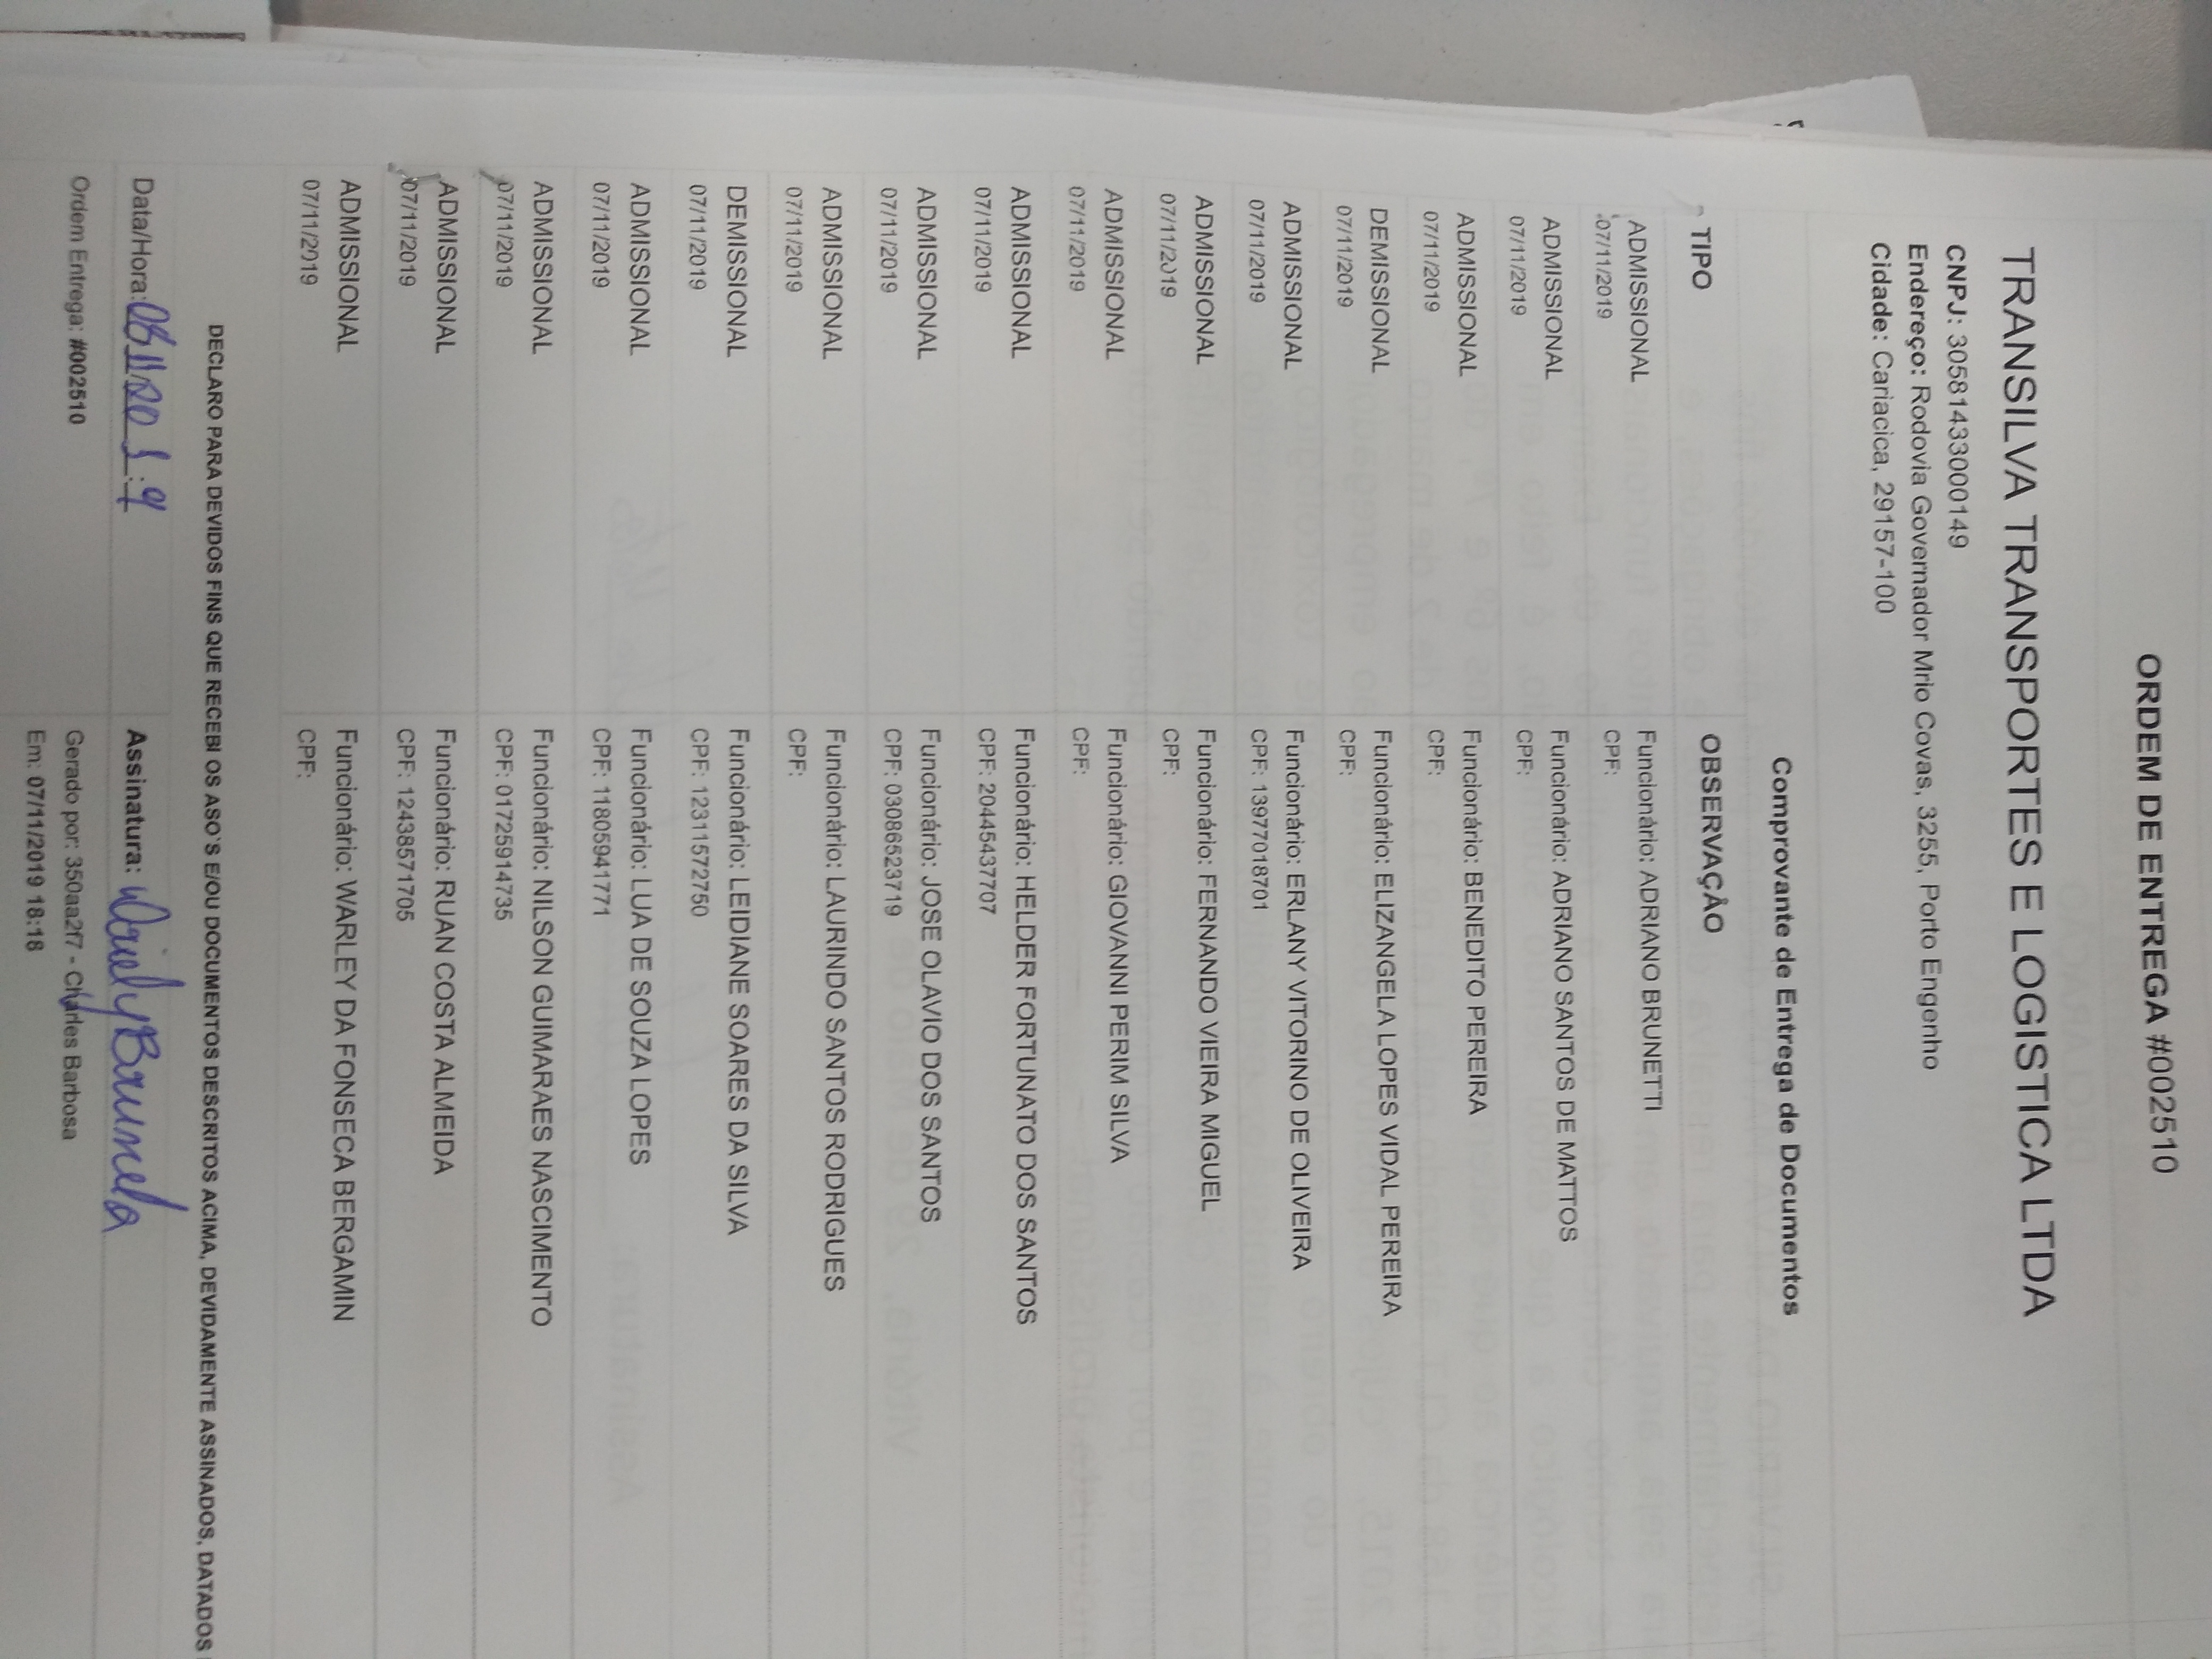 ORDEM DE ENTREGA #002510
TRANSILVA TRANSPORTES E LOGISTICA LTDA
CNPJ: 30581433000149
Endereço: Rodovia Governador Mrio Covas, 3255, Porto Engenho
Cidade: Cariacica, 29157-100
Comprovante de Entrega de Documentos
TIPO OBSERVAÇÃO
ADMISSIONAL Funcionário: ADRIANO BRUNETTI
07/11/2019 CPF:
ADMISSIONAL Funcionário: ADRIANO SANTOS DE MATTOS
07/11/2019 CPF:
ADMISSIONAL Funcionário: BENEDITO PEREIRA
07/11/2019 CPF:
DEMISSIONAL Funcionário: ELIZANGELA LOPES VIDAL PEREIRA
07/11/2019 CPF:
ADMISSIONAL Funcionário: ERLANY VITORINO DE OLIVEIRA
07/11/2019 CPF: 13977018701
ADMISSIONAL Funcionário: FERNANDO VIEIRA MIGUEL
07/11/2019 CPF:
ADMISSIONAL Funcionário: GIOVANNI PERIM SILVA
07/11/2019 CPF:
ADMISSIONAL Funcionário: HELDER FORTUNATO DOS SANTOS
07/11/2019 CPF: 20445437707
ADMISSIONAL Funcionário: JOSE OLAVIO DOS SANTOS
07/11/2019 CPF: 03086523719
ADMISSIONAL Funcionário: LAURINDO SANTOS RODRIGUES
07/11/2019 CPF:
DEMISSIONAL Funcionário: LEIDIANE SOARES DA SILVA
07/11/2019 CPF: 12311572750
ADMISSIONAL Funcionário: LUA DE SOUZA LOPES
07/11/2019 CPF: 11805941771
ADMISSIONAL Funcionário: NILSON GUIMARAES NASCIMENTO
07/11/2019 CPF: 01725914735
ADMISSIONAL Funcionário: RUAN COSTA ALMEIDA
07/11/2019 CPF: 12438571705
ADMISSIONAL Funcionário: WARLEY DA FONSECA BERGAMIN
07/11/2019 CPF:
DECLARO PARA DEVIDOS FINS QUE RECEBI OS ASO'S E/OU DOCUMENTOS DESCRITOS ACIMA, DEVIDAMENTE ASSINADOS, DATADOS
Data/Hora: Assinatura:
Ordem Entrega: #002510 Gerado por: 350aa2f7 - Charles Barbosa
Em: 07/11/2019 18:18